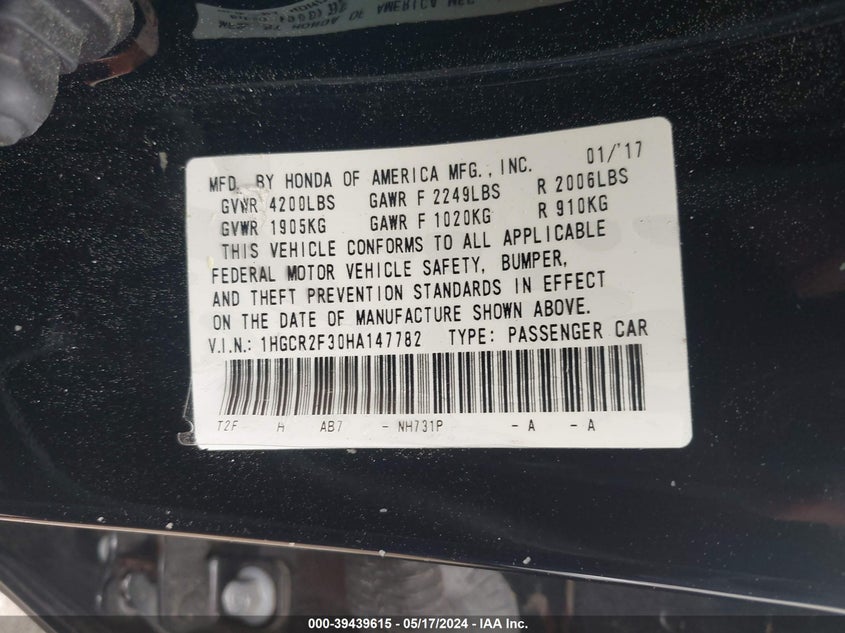 MFD. BY HONDA OF AMERICA MFG., INC. 01/'17
GVWR 4200LBS GAWR F 2249LBS R 2006LBS
GVWR 1905KG GAWR F 1020KG R 910KG
THIS VEHICLE CONFORMS TO ALL APPLICABLE
FEDERAL MOTOR VEHICLE SAFETY, BUMPER,
AND THEFT PREVENTION STANDARDS IN EFFECT
ON THE DATE OF MANUFACTURE SHOWN ABOVE.
V.I.N.: 1HGCR2F30HA147782 TYPE: PASSENGER CAR
T2F A AB7 - NH731P - A - A
000-39439615 - 05/17/2024 - IAA Inc.